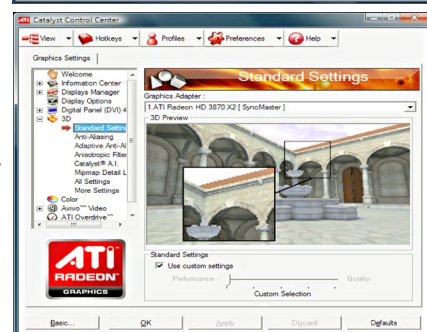 Catalyst Control Center
View Hotkeys Profiles Preferences Help
Graphics Settings
Welcome
Information Center
Displays Manager
Display Options
Digital Panel (DVI) 4
3D
Standard Setting
Anti-Aliasing
Adaptive Anti-Al
Anisotropic Filter
Catalyst® A.I.
Mipmap Detail L
All Settings
More Settings
Color
Avivo™ Video
ATI Overdrive™
ATI
RADEON
GRAPHICS
Standard Settings
Graphics Adapter :
1.ATI Radeon HD 3870 X2 [ SyncMaster ]
3D Preview
Standard Settings
Use custom settings
Performance Quality
Custom Selection
Basic... OK Apply Discard Defaults